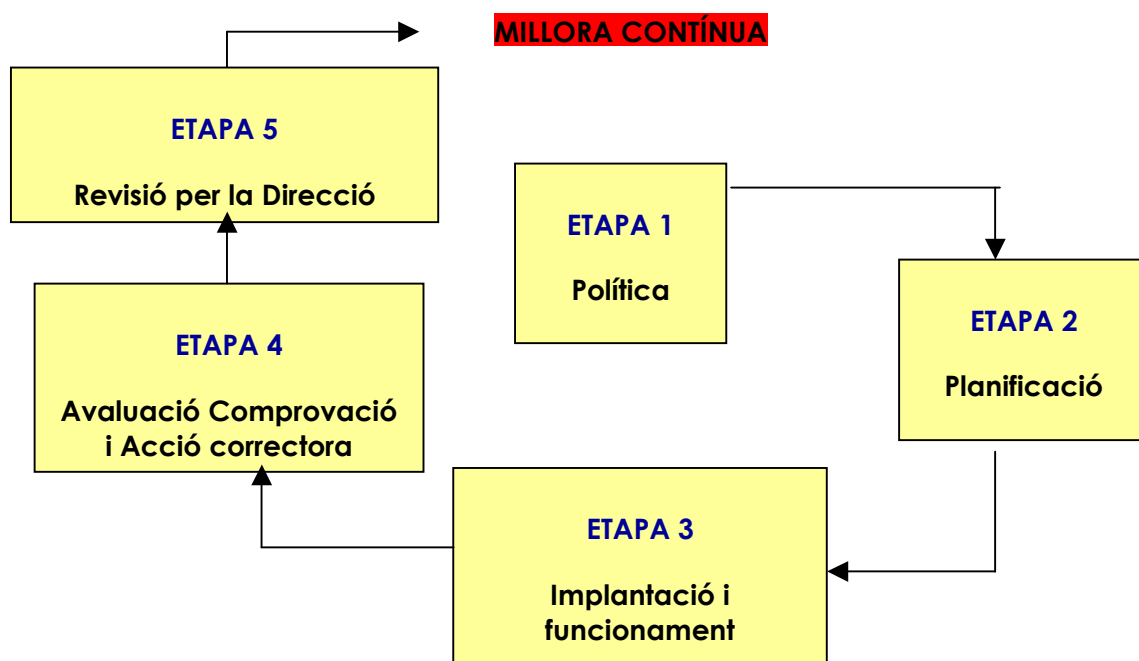 MILLORA CONTÍNUA
ETAPA 5
Revisió per la Direcció
ETAPA 1
Política
ETAPA 2
Planificació
ETAPA 4
Avaluació Comprovació
i Acció correctora
ETAPA 3
Implantació i
funcionament